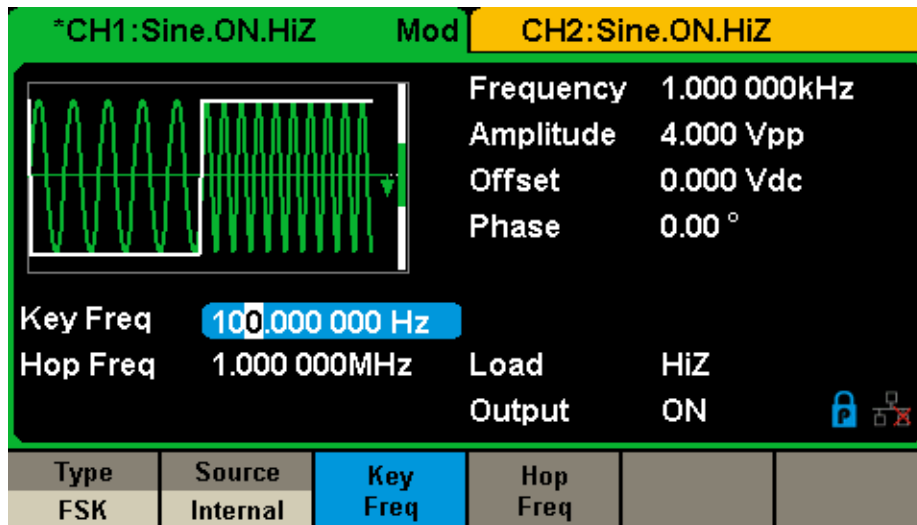 *CH1:Sine.ON.HiZ Mod CH2:Sine.ON.HiZ
Frequency 1.000 000kHz
Amplitude 4.000 Vpp
Offset 0.000 Vdc
Phase 0.00 °
Key Freq 100.000 000 Hz
Hop Freq 1.000 000MHz Load HiZ
Output ON P
Type Source Key Hop
FSK Internal Freq Freq